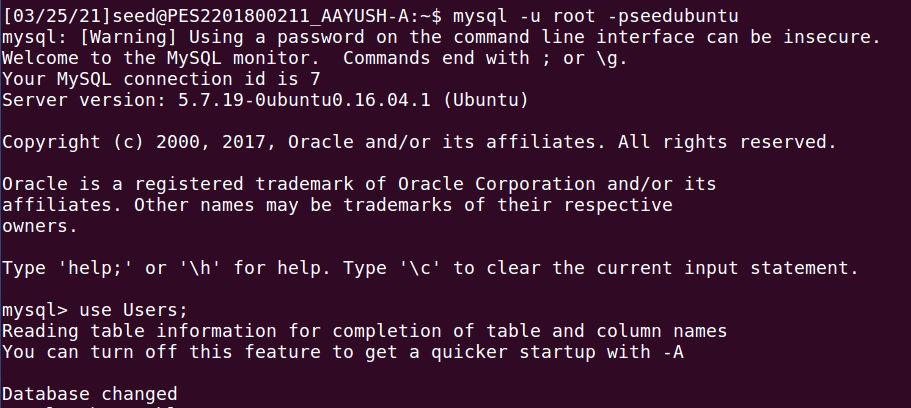 [03/25/21]seed@PES2201800211_AAYUSH-A:~$ mysql -u root -pseedubuntu
mysql: [Warning] Using a password on the command line interface can be insecure.
Welcome to the MySQL monitor.  Commands end with ; or \g.
Your MySQL connection id is 7
Server version: 5.7.19-0ubuntu0.16.04.1 (Ubuntu)
Copyright (c) 2000, 2017, Oracle and/or its affiliates. All rights reserved.
Oracle is a registered trademark of Oracle Corporation and/or its
affiliates. Other names may be trademarks of their respective
owners.
Type 'help;' or '\h' for help. Type '\c' to clear the current input statement.
mysql> use Users;
Reading table information for completion of table and column names
You can turn off this feature to get a quicker startup with -A
Database changed